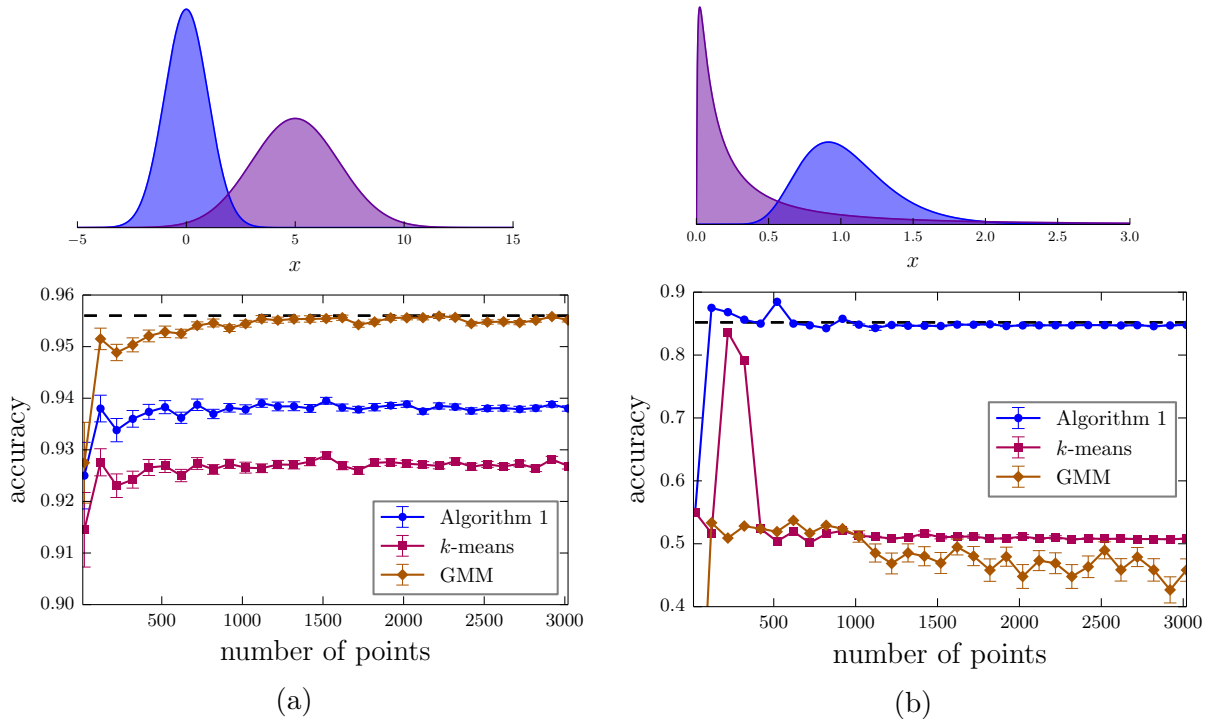 −5 0 5 10 15
x
0.0 0.5 1.0 1.5 2.0 2.5 3.0
x
0.96
0.95
0.94
0.93
0.92
0.91
0.90
accuracy
500 1000 1500 2000 2500 3000
number of points
Algorithm 1
k-means
GMM
(a)
0.9
0.8
0.7
0.6
0.5
0.4
accuracy
500 1000 1500 2000 2500 3000
number of points
Algorithm 1
k-means
GMM
(b)